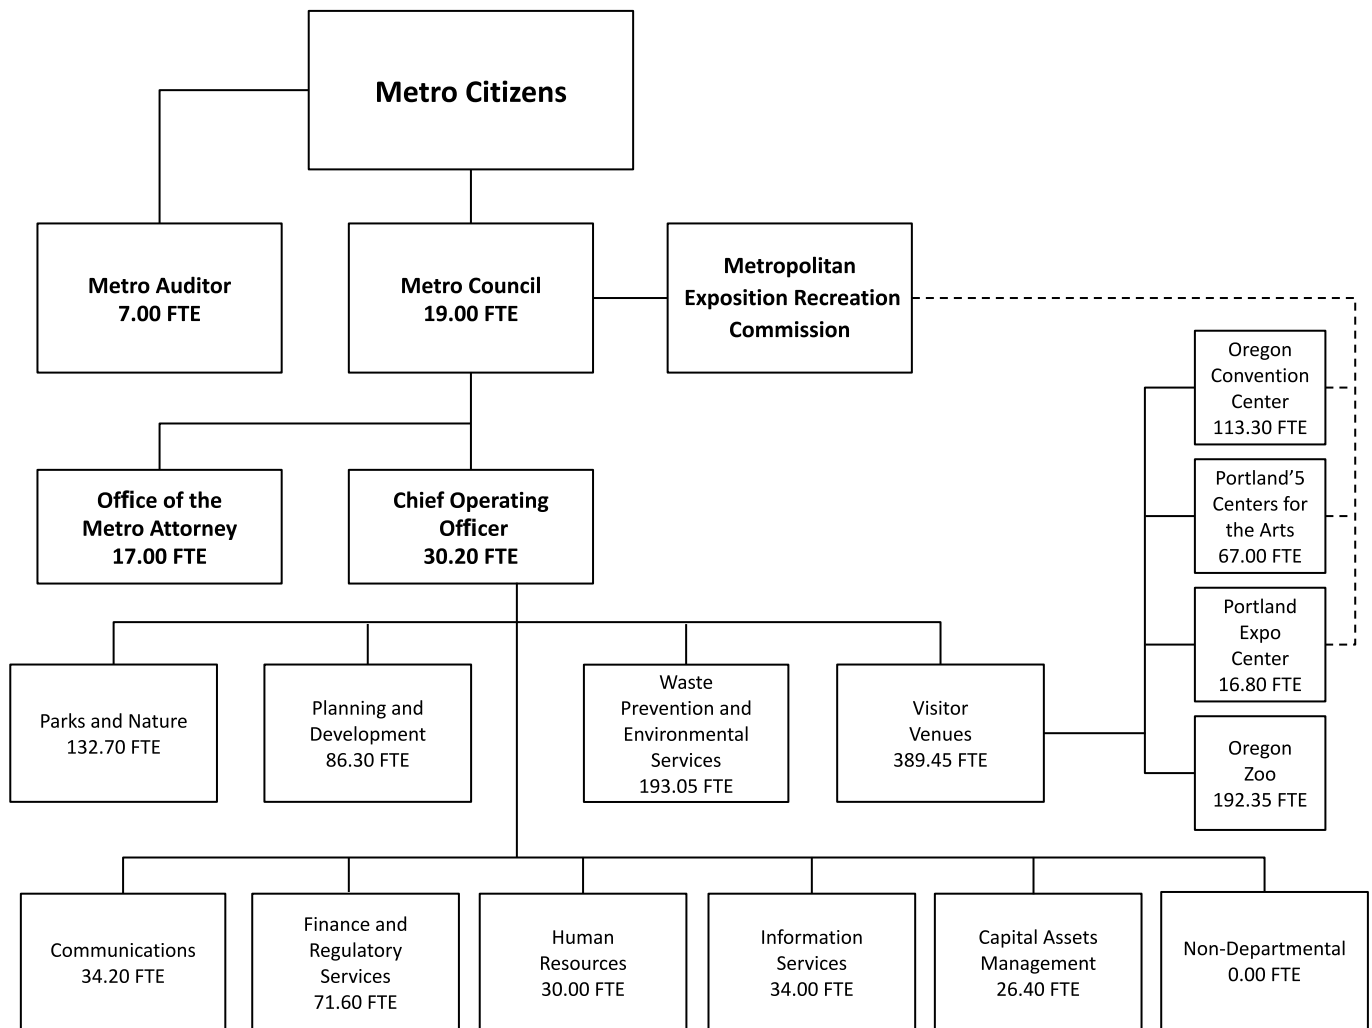 Metro Citizens
Metro Auditor
7.00 FTE
Metro Council
19.00 FTE
Metropolitan
Exposition Recreation
Commission
Oregon
Convention
Center
113.30 FTE
Portland’5
Centers for
the Arts
67.00 FTE
Portland
Expo
Center
16.80 FTE
Oregon
Zoo
192.35 FTE
Office of the
Metro Attorney
17.00 FTE
Chief Operating
Officer
30.20 FTE
Parks and Nature
132.70 FTE
Planning and
Development
86.30 FTE
Waste
Prevention and
Environmental
Services
193.05 FTE
Visitor
Venues
389.45 FTE
Communications
34.20 FTE
Finance and
Regulatory
Services
71.60 FTE
Human
Resources
30.00 FTE
Information
Services
34.00 FTE
Capital Assets
Management
26.40 FTE
Non-Departmental
0.00 FTE